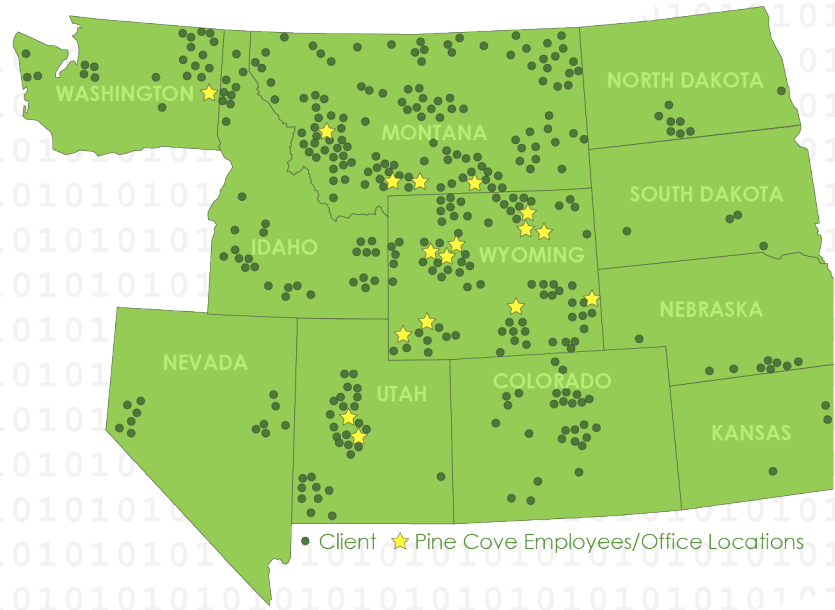 NORTH DAKOTA
WASHINGTON
MONTANA
SOUTH DAKOTA
IDAHO
WYOMING
NEBRASKA
NEVADA
COLORADO
UTAH
KANSAS
Client Pine Cove Employees/Office Locations